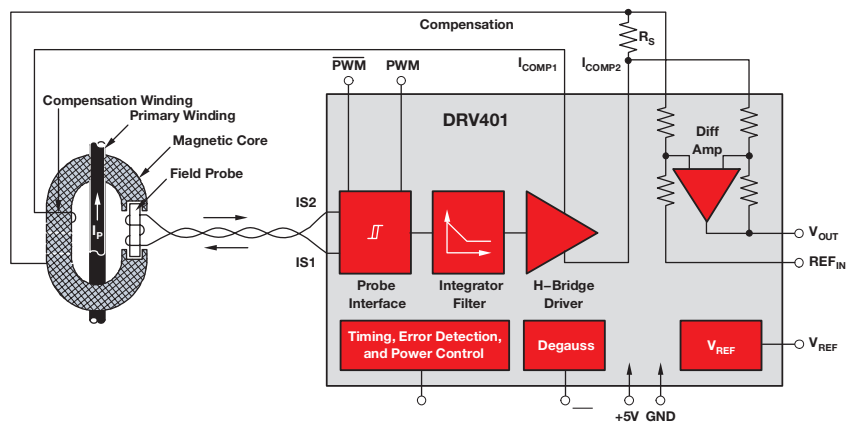 Compensation
R_S
PWM
PWM
I_COMP1
I_COMP2
Compensation Winding
Primary Winding
Magnetic Core
Field Probe
DRV401
Diff
Amp
I_P
IS2
IS1
Probe
Interface
Integrator
Filter
H−Bridge
Driver
V_OUT
REF_IN
Timing, Error Detection,
and Power Control
Degauss
V_REF
V_REF
+5V
GND